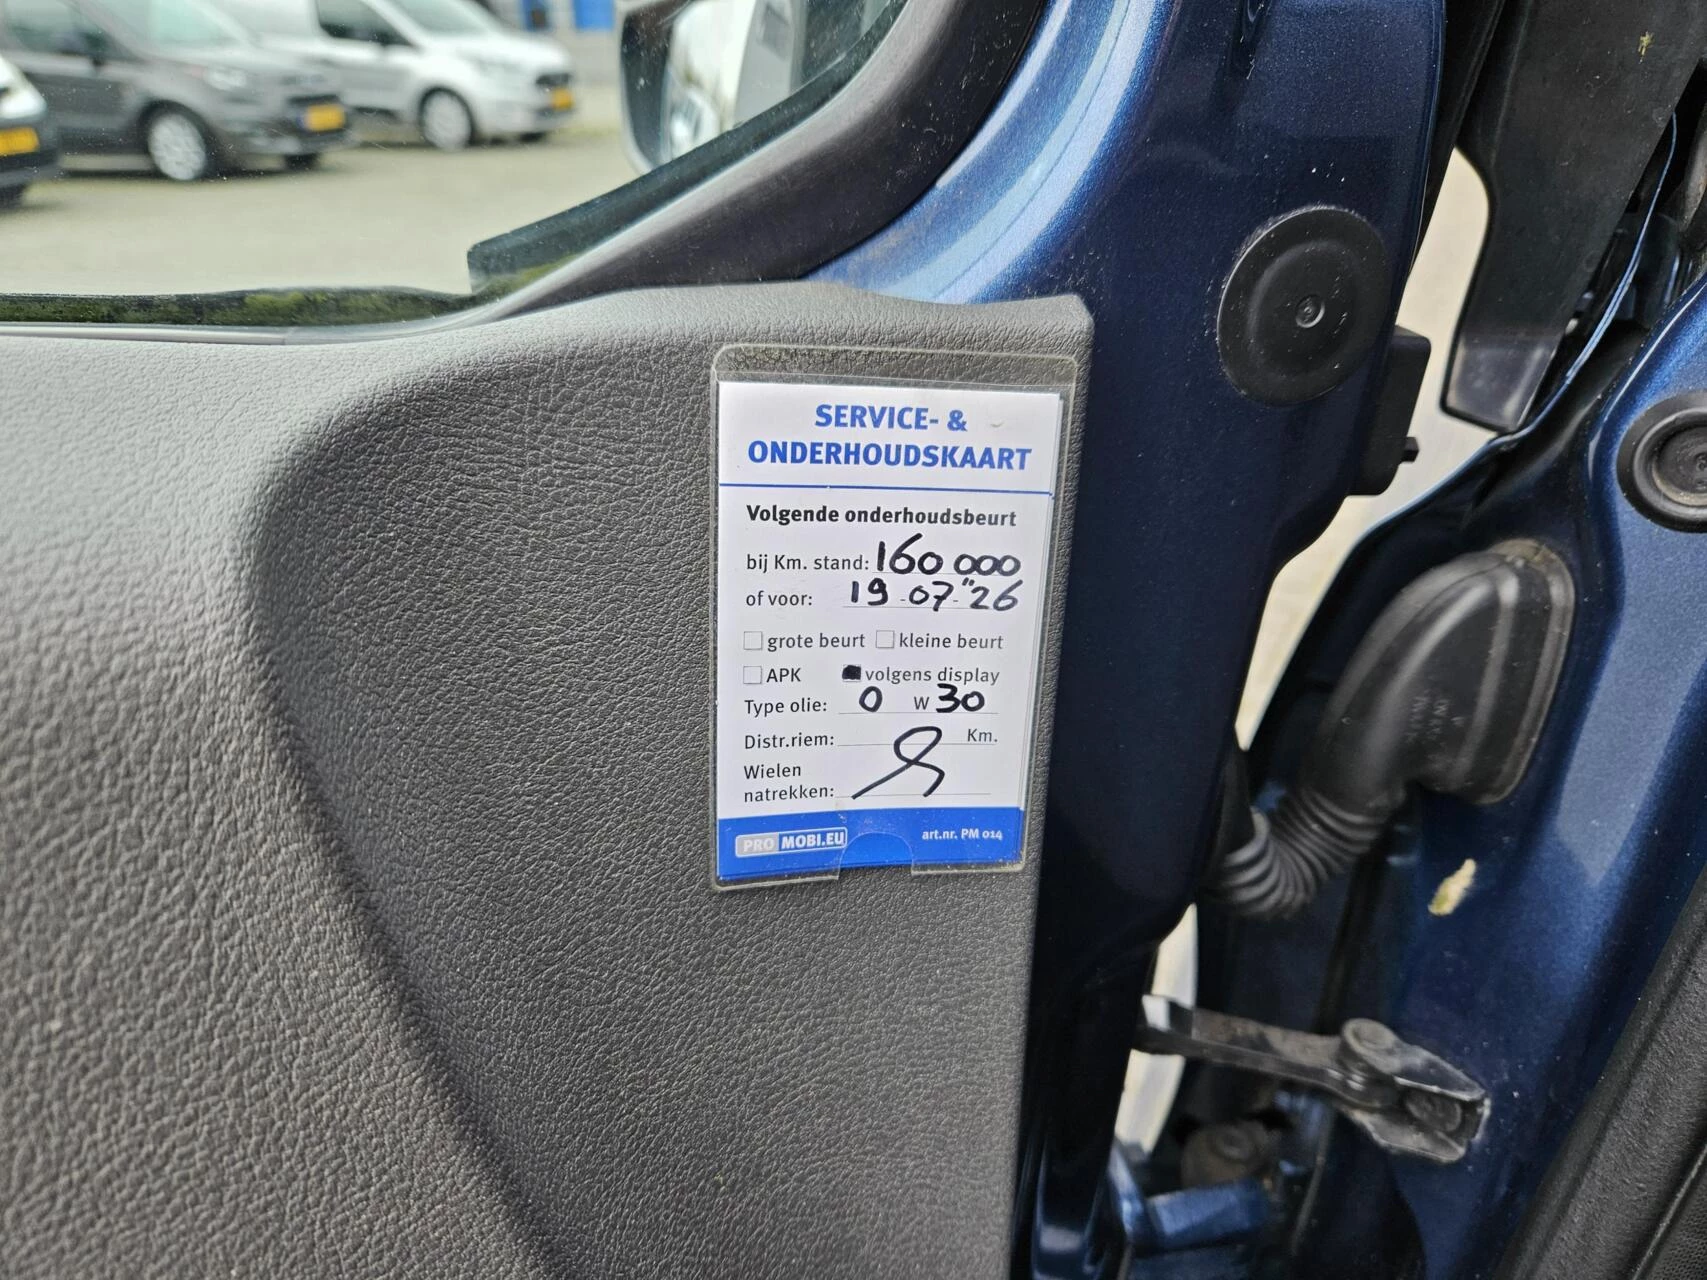 SERVICE- &
ONDERHOUDSKAART
Volgende onderhoudsbeurt
bij Km. stand: 160 000
of voor: 19-07-"26
grote beurt kleine beurt
APK volgens display
Type olie: 0 W 30
Distr.riem: Km.
Wielen
natrekken:
PRO MOBI.EU art.nr. PM 014